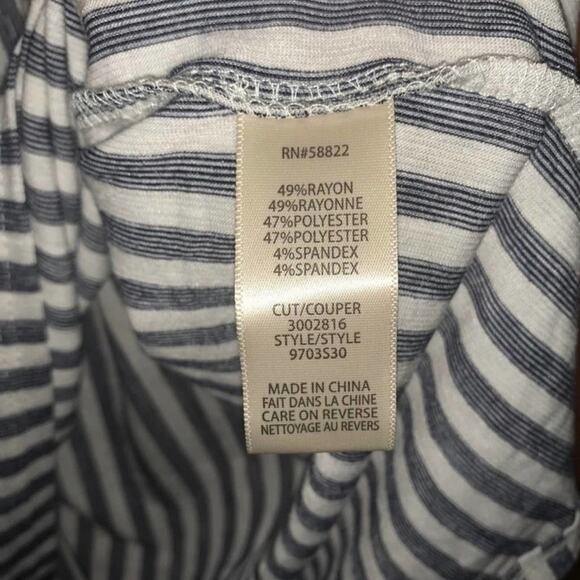 RN#58822
49%RAYON
49%RAYONNE
47%POLYESTER
47%POLYESTER
4%SPANDEX
4%SPANDEX
CUT/COUPER
3002816
STYLE/STYLE
9703S30
MADE IN CHINA
FAIT DANS LA CHINE
CARE ON REVERSE
NETTOYAGE AU REVERS